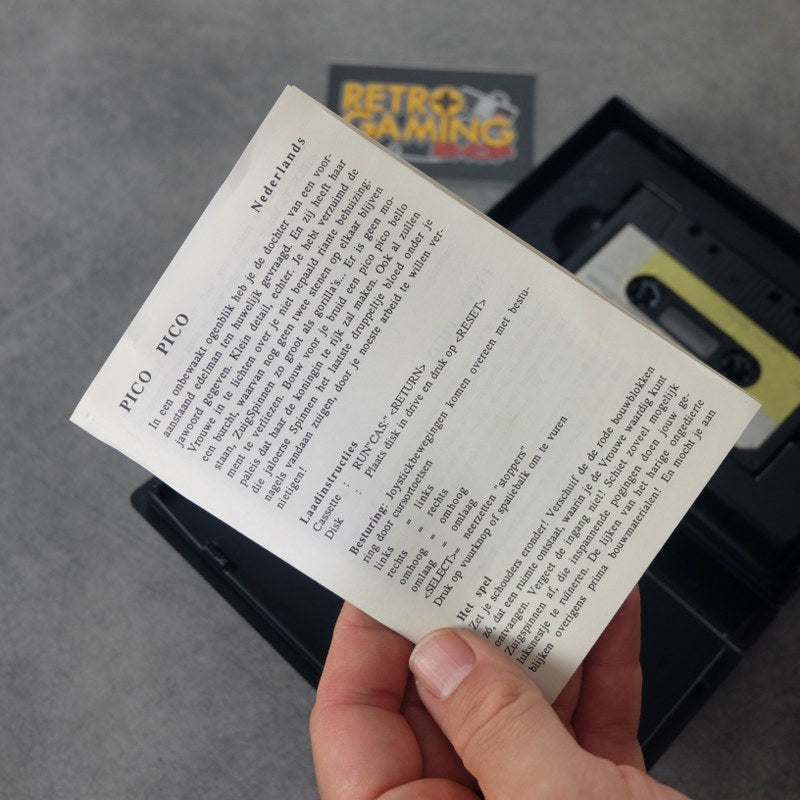 RETRO
GAMING
SHOP
PICO PICO
Nederlands
In een onbewaakt ogenblik heb je de dochter van een voor-
aanstaand edelman ten huwelijk gevraagd. En zij heeft haar
jawoord gegeven. Klein detail, echter. Je hebt verzuimd de
Vrouwe in te lichten over je niet bepaald riante behuizing:
een burcht, waarvan nog geen twee stenen op elkaar blijven
staan, ZuigSpinnen zo groot als gorilla's... Er is geen mo-
ment te verliezen. Bouw voor je bruid een pico pico bello
paleis dat haar de koningin te rijk zal maken. Ook al zullen
die jaloerse Spinnen het laatste druppeltje bloed onder je
nagels vandaan zuigen, door je noeste arbeid te willen ver-
nietigen!
Laadinstructies
Cassette : RUN"CAS:" <RETURN>
Disk : Plaats disk in drive en druk op <RESET>
Besturing: Joystickbewegingen komen overeen met bestu-
ring door cursortoetsen
links = links
rechts = rechts
omhoog = omhoog
omlaag = omlaag
<SELECT>= neerzetten "stoppers"
Druk op vuurknop of spatiebalk om te vuren
Het spel
Zet je schouders eronder! Verschuif de de rode bouwblokken
zó, dat een ruimte ontstaat, waarin je de Vrouwe waardig kunt
ontvangen. Vergeet de ingang niet! Schiet zoveel mogelijk
Zuigspinnen af, die inspannende pogingen doen jouw ge-
luksnestje te ruïneren. De lijken van het harige ongedierte
blijken overigens prima bouwmaterialen! En mocht je aan